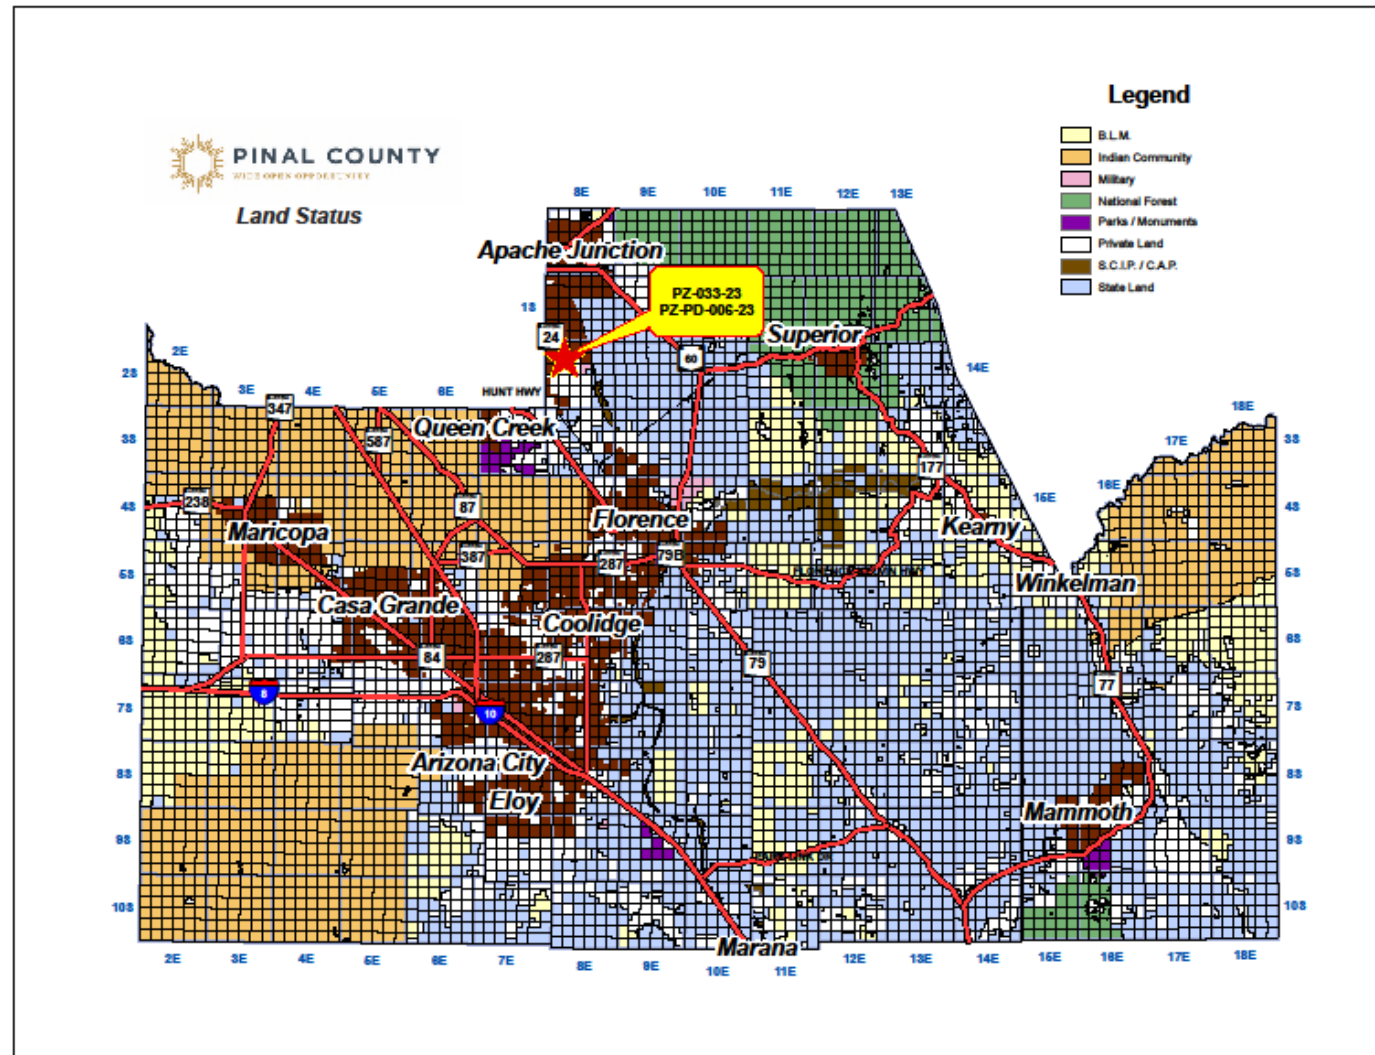 Legend
B.L.M.
Indian Community
Military
National Forest
Parks / Monuments
Private Land
S.C.I.P. / C.A.P.
State Land
PINAL COUNTY
WIDE OPEN OPPORTUNITY
Land Status
8E 9E 10E 11E 12E 13E
Apache Junction
PZ-033-23
PZ-PD-006-23
1S
24
Superior
60
2E
2S
14E
3E 4E 5E 6E
HUNT HWY
347
18E
587
Queen Creek
3S
17E
3S
177
16E
238
87
4S
15E
4S
Maricopa
Florence
Kearny
387
287
79B
5S
5S
Winkelman
Casa Grande
Coolidge
6S
6S
84
287
79
77
8
10
7S
7S
Arizona City
8S
8S
Eloy
Mammoth
9S
9S
10S
10S
Marana
2E 3E 4E 5E 6E 7E 8E 9E 10E 11E 12E 13E 14E 15E 16E 17E 18E